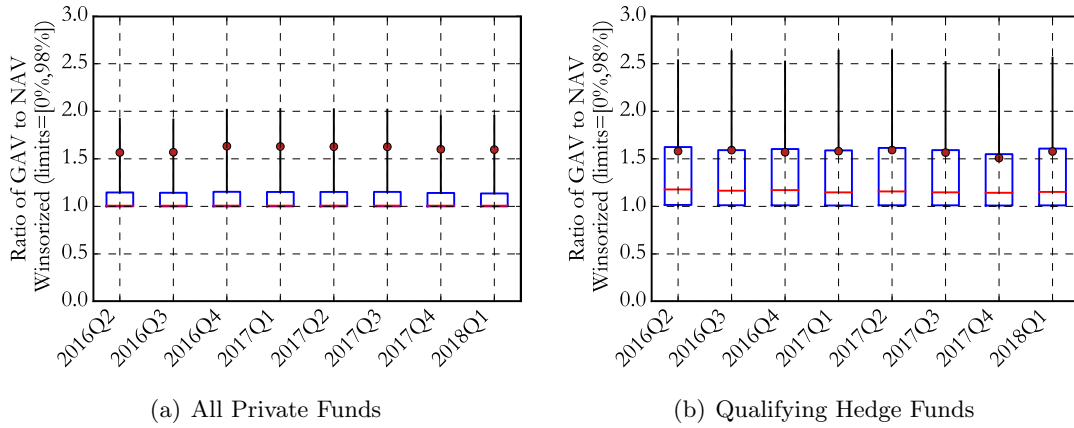 Ratio of GAV to NAV
Winsorized (limits=[0%,98%])
3.0
2.5
2.0
1.5
1.0
0.5
0.0
2016Q2
2016Q3
2016Q4
2017Q1
2017Q2
2017Q3
2017Q4
2018Q1
(a) All Private Funds
Ratio of GAV to NAV
Winsorized (limits=[0%,98%])
3.0
2.5
2.0
1.5
1.0
0.5
0.0
2016Q2
2016Q3
2016Q4
2017Q1
2017Q2
2017Q3
2017Q4
2018Q1
(b) Qualifying Hedge Funds